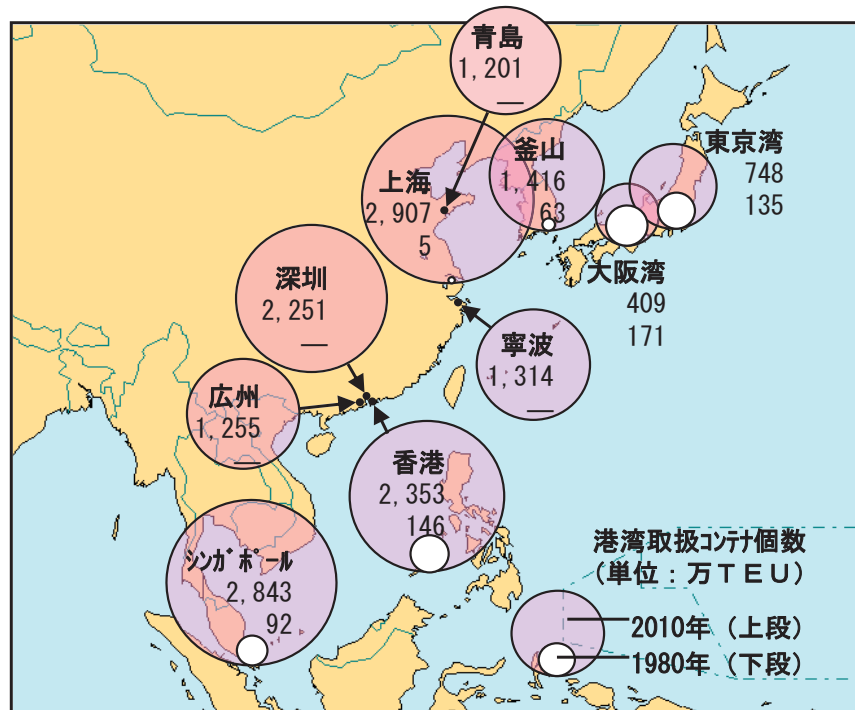 青島
1,201
―
釜山
1,416
63
東京湾
748
135
上海
2,907
5
大阪湾
409
171
深圳
2,251
―
寧波
1,314
―
広州
1,255
―
香港
2,353
146
シンガポール
2,843
92
港湾取扱コンテナ個数
(単位:万TEU)
2010年(上段)
1980年(下段)